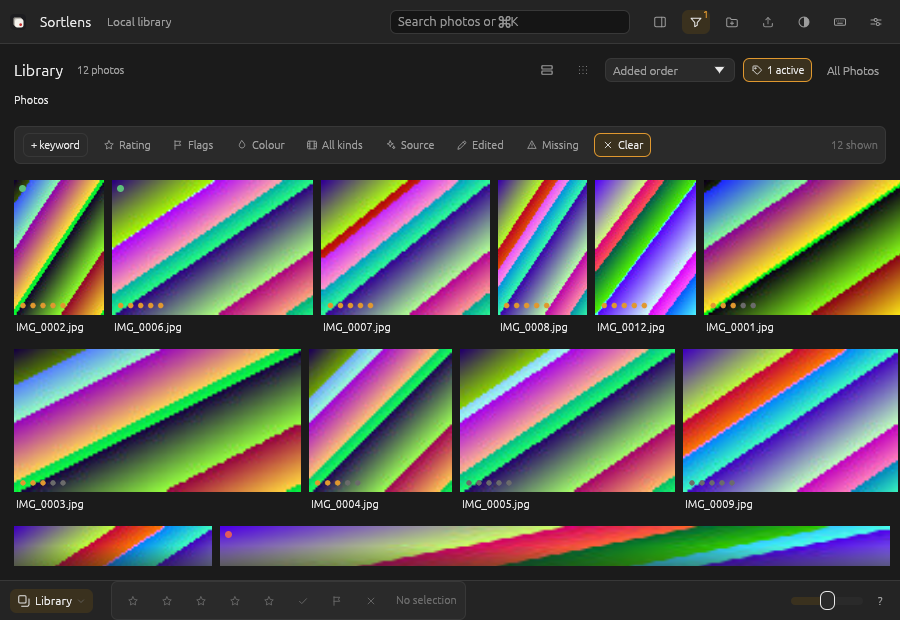 Sortlens Local library Search photos or ⌘K 1
Library 12 photos Added order 1 active All Photos
Photos
+ keyword Rating Flags Colour All kinds Source Edited Missing Clear 12 shown
IMG_0002.jpg IMG_0006.jpg IMG_0007.jpg IMG_0008.jpg IMG_0012.jpg IMG_0001.jpg
IMG_0003.jpg IMG_0004.jpg IMG_0005.jpg IMG_0009.jpg
Library No selection ?